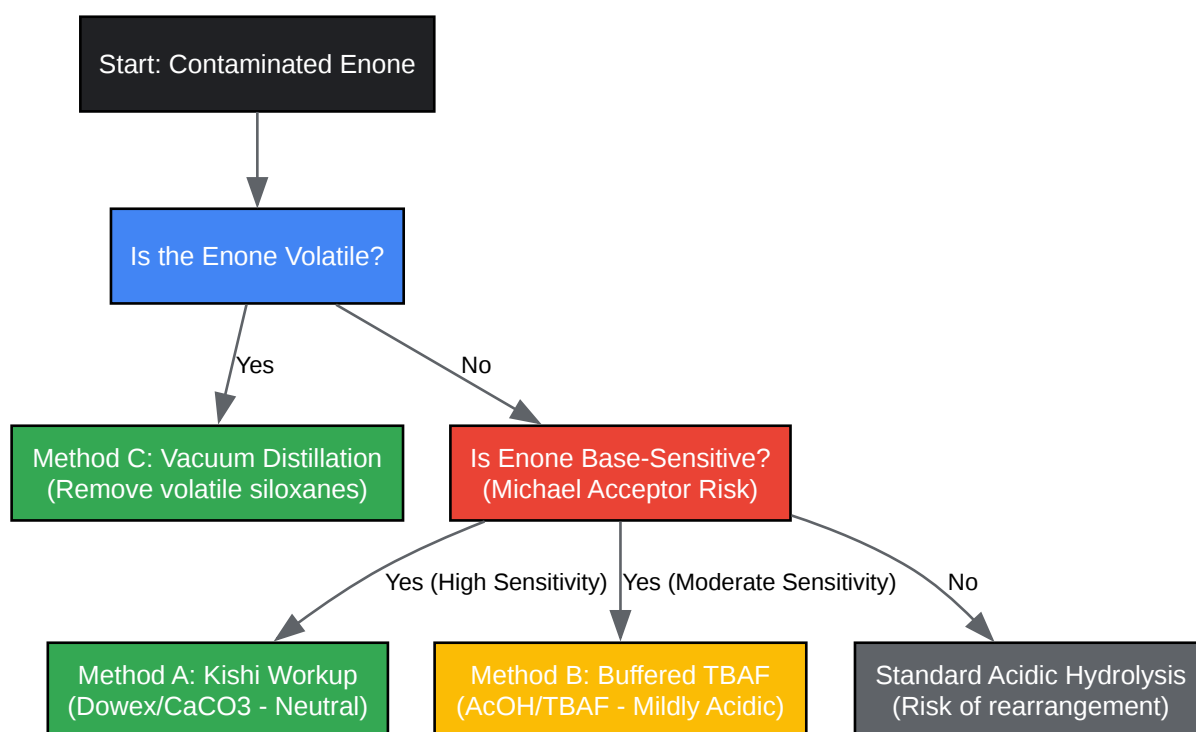 Start: Contaminated Enone
Is the Enone Volatile?
Yes
No
Method C: Vacuum Distillation
(Remove volatile siloxanes)
Is Enone Base-Sensitive?
(Michael Acceptor Risk)
Yes (High Sensitivity)
Yes (Moderate Sensitivity)
No
Method A: Kishi Workup
(Dowex/CaCO3 - Neutral)
Method B: Buffered TBAF
(AcOH/TBAF - Mildly Acidic)
Standard Acidic Hydrolysis
(Risk of rearrangement)